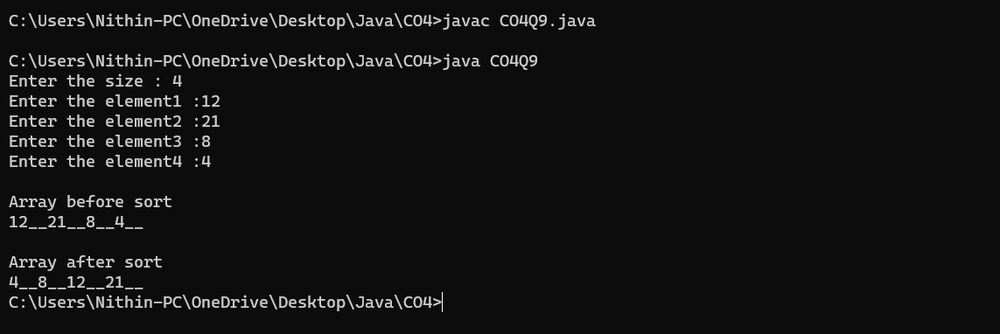 C:\Users\Nithin-PC\OneDrive\Desktop\Java\CO4>javac CO4Q9.java
C:\Users\Nithin-PC\OneDrive\Desktop\Java\CO4>java CO4Q9
Enter the size : 4
Enter the element1 :12
Enter the element2 :21
Enter the element3 :8
Enter the element4 :4
Array before sort
12__21__8__4__
Array after sort
4__8__12__21__
C:\Users\Nithin-PC\OneDrive\Desktop\Java\CO4>